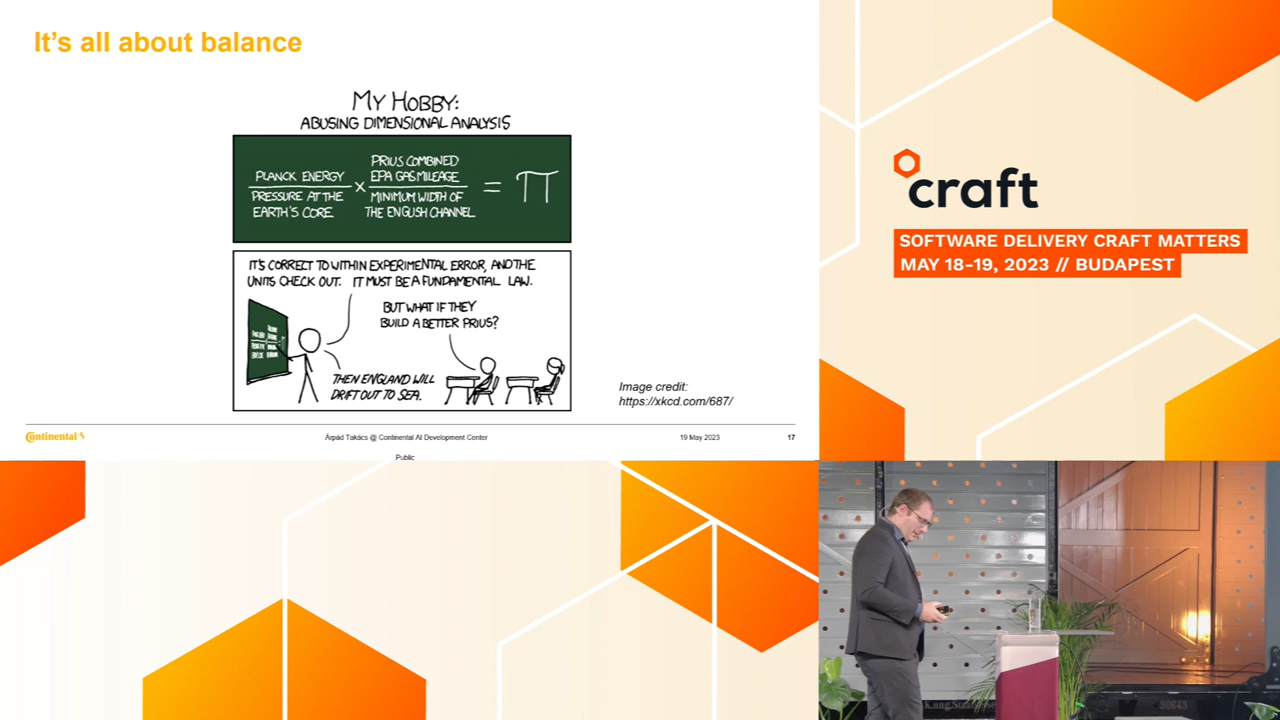 It's all about balance
MY HOBBY:
ABUSING DIMENSIONAL ANALYSIS
PLANCK ENERGY
PRESSURE AT THE
EARTH'S CORE
×
PRIUS COMBINED
EPA GAS MILEAGE
MINIMUM WIDTH OF
THE ENGLISH CHANNEL
= π
IT'S CORRECT TO WITHIN EXPERIMENTAL ERROR, AND THE
UNITS CHECK OUT. IT MUST BE A FUNDAMENTAL LAW.
BUT WHAT IF THEY
BUILD A BETTER PRIUS?
THEN ENGLAND WILL
DRIFT OUT TO SEA.
Image credit:
https://xkcd.com/687/
Continental
Árpád Takács @ Continental AI Development Center
19 May 2023
17
Public
craft
SOFTWARE DELIVERY CRAFT MATTERS
MAY 18-19, 2023 // BUDAPEST